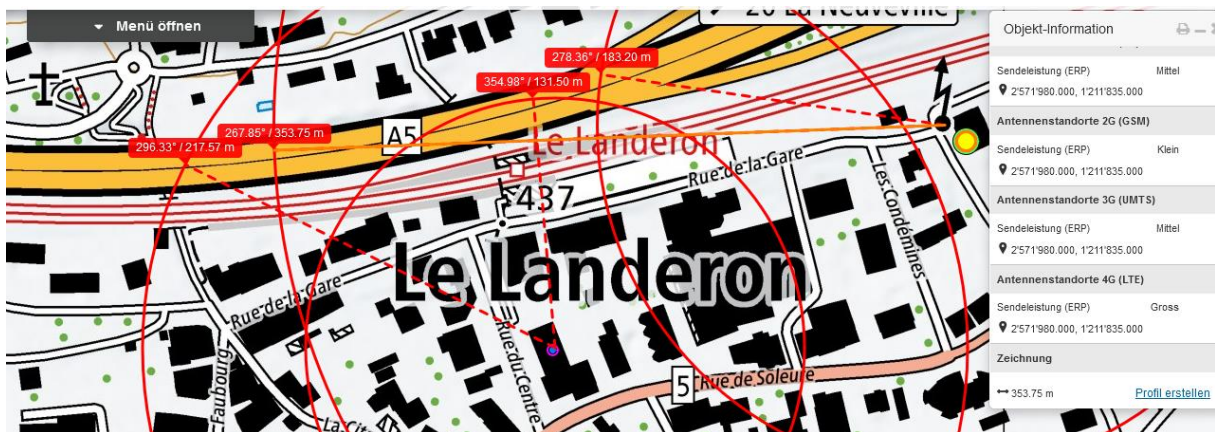 Menü öffnen
20 La Neuveville
278.36° / 183.20 m
354.98° / 131.50 m
267.85° / 353.75 m
296.33° / 217.57 m
A5
Le Landeron
437
Rue de la Gare
Les Condémines
Le Landeron
Rue de la Gare
Rue du Centre
Faubourg
5
Rue de Soleure
Objekt-Information
Sendeleistung (ERP) Mittel
2'571'980.000, 1'211'835.000
Antennenstandorte 2G (GSM)
Sendeleistung (ERP) Klein
2'571'980.000, 1'211'835.000
Antennenstandorte 3G (UMTS)
Sendeleistung (ERP) Mittel
2'571'980.000, 1'211'835.000
Antennenstandorte 4G (LTE)
Sendeleistung (ERP) Gross
2'571'980.000, 1'211'835.000
Zeichnung
353.75 m Profil erstellen